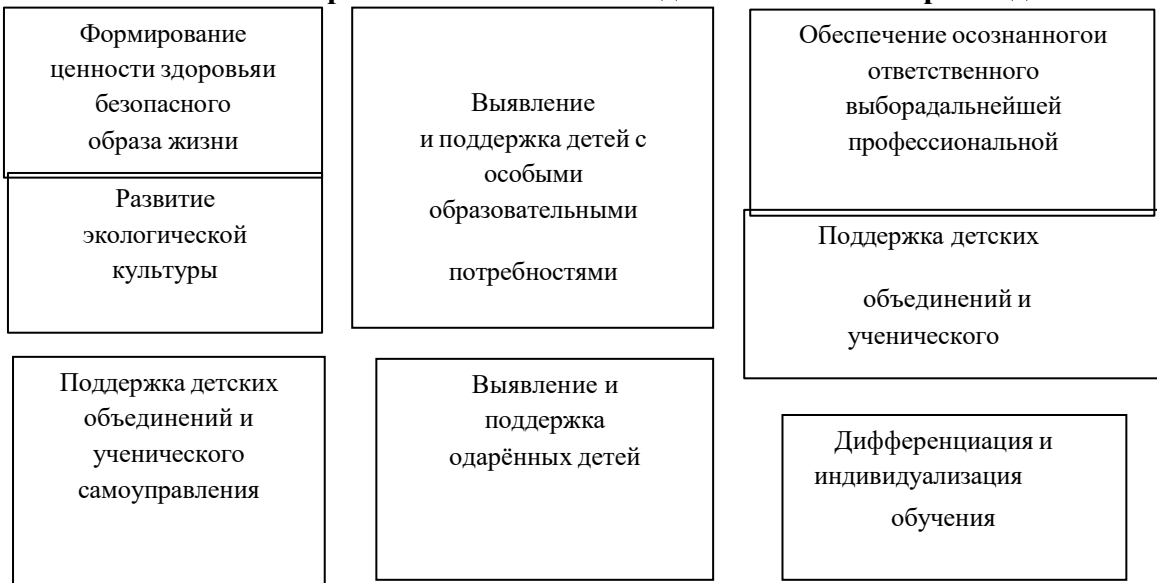 Формирование
ценности здоровьяи
безопасного
образа жизни
Развитие
экологической
культуры
Поддержка детских
объединений и
ученического
самоуправления
Выявление
и поддержка детей с
особыми
образовательными
потребностями
Выявление и
поддержка
одарённых детей
Обеспечение осознанногои
ответственного
выборадальнейшей
профессиональной
Поддержка детских
объединений и
ученического
Дифференциация и
индивидуализация
обучения